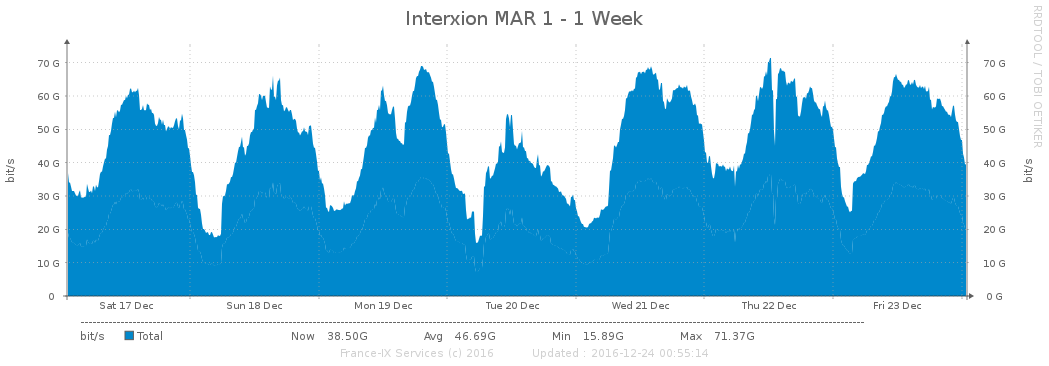 Interxion MAR 1 - 1 Week
RRDTOOL / TOBI OETIKER
bit/s
bit/s
70 G 70 G
60 G 60 G
50 G 50 G
40 G 40 G
30 G 30 G
20 G 20 G
10 G 10 G
0 0 G
Sat 17 Dec Sun 18 Dec Mon 19 Dec Tue 20 Dec Wed 21 Dec Thu 22 Dec Fri 23 Dec
bit/s Total Now 38.50G Avg 46.69G Min 15.89G Max 71.37G
France-IX Services (c) 2016 Updated : 2016-12-24 00:55:14